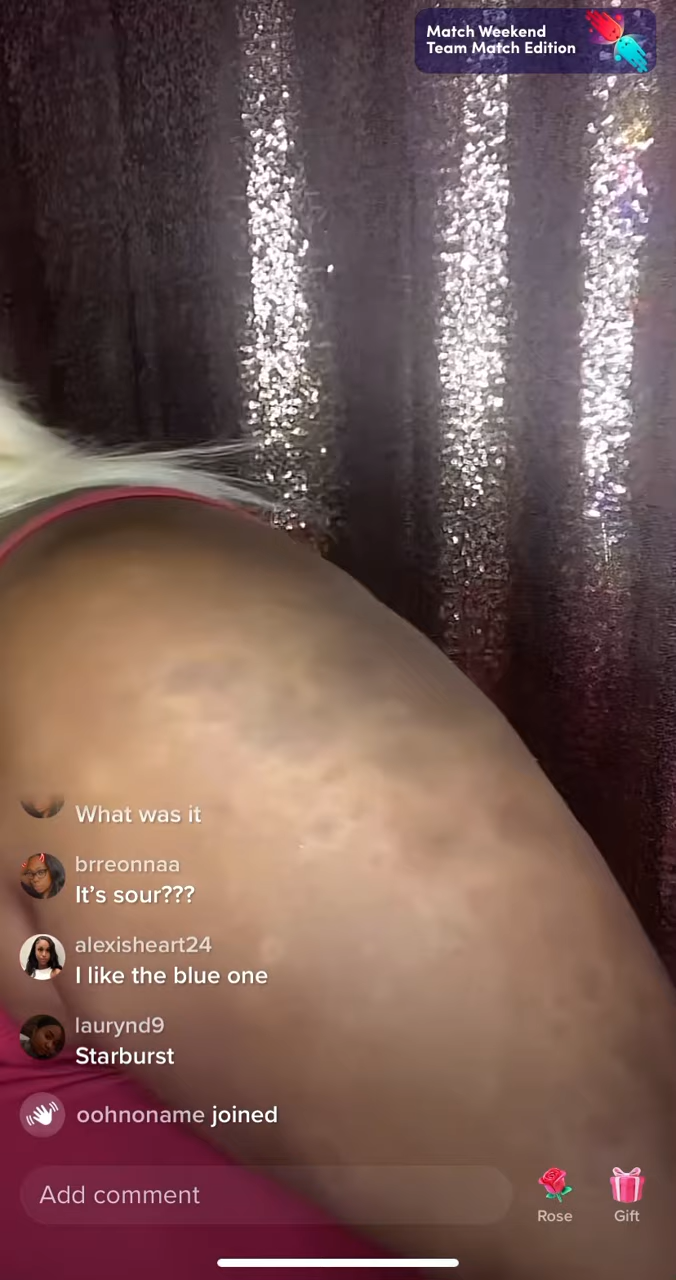 Match Weekend
Team Match Edition
What was it
brreonnaa
It’s sour???
alexisheart24
I like the blue one
laurynd9
Starburst
oohnoname joined
Add comment
Rose
Gift